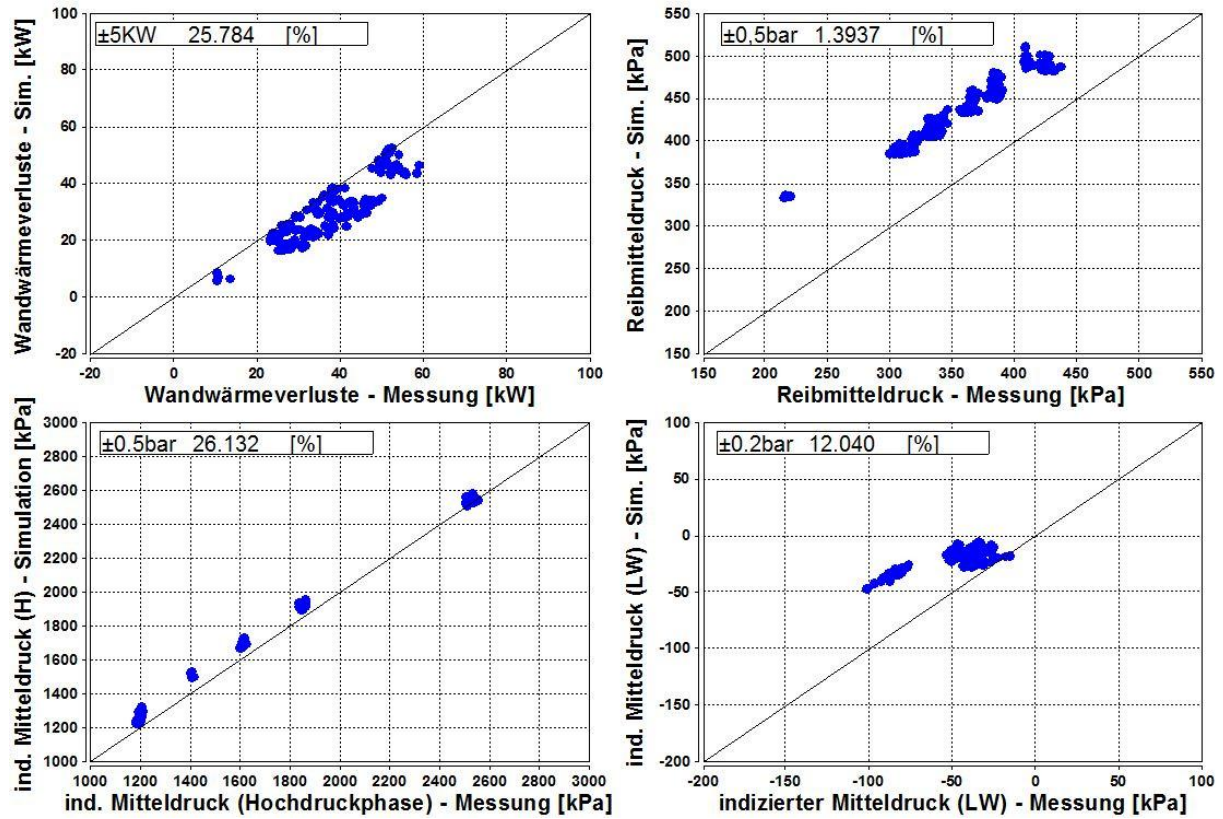 ±5KW 25.784 [%]
Wandwärmeverluste - Sim. [kW]
100
80
60
40
20
0
-20
-20 0 20 40 60 80 100
Wandwärmeverluste - Messung [kW]
±0,5bar 1.3937 [%]
Reibmitteldruck - Sim. [kPa]
550
500
450
400
350
300
250
200
150
150 200 250 300 350 400 450 500 550
Reibmitteldruck - Messung [kPa]
±0.5bar 26.132 [%]
ind. Mitteldruck (H) - Simulation [kPa]
3000
2800
2600
2400
2200
2000
1800
1600
1400
1200
1000
1000 1200 1400 1600 1800 2000 2200 2400 2600 2800 3000
ind. Mitteldruck (Hochdruckphase) - Messung [kPa]
±0.2bar 12.040 [%]
ind. Mitteldruck (LW) - Sim. [kPa]
100
50
0
-50
-100
-150
-200
-200 -150 -100 -50 0 50 100
indizierter Mitteldruck (LW) - Messung [kPa]